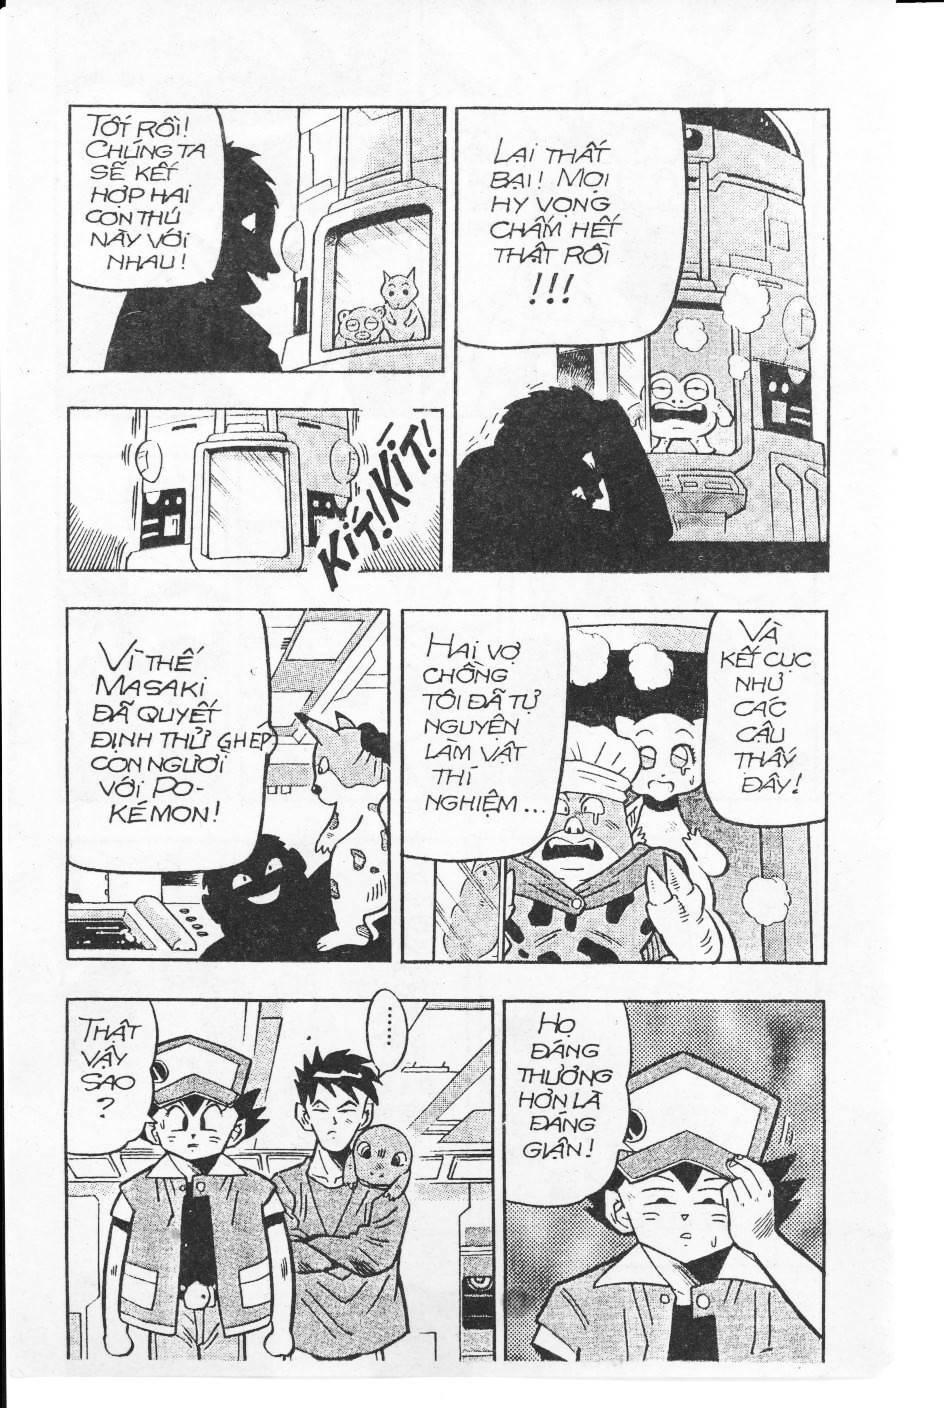 TỐT RỒI!
CHÚNG TA
SẼ KẾT
HỢP HAI
CON THÚ
NÀY VỚI
NHAU!
LẠI THẤT
BẠI! MỌI
HY VỌNG
CHẤM HẾT
THẬT RỒI
!!!
KÍT! KÍT!
VÌ THẾ
MASAKI
ĐÃ QUYẾT
ĐỊNH THỬ GHÉP
CON NGƯỜI
VỚI PO-
KÉMON!
HAI VỢ
CHỒNG
TÔI ĐÃ TỰ
NGUYỆN
LÀM VẬT
THÍ
NGHIỆM...
VÀ
KẾT CỤC
NHƯ
CÁC
CẬU
THẤY
ĐÂY!
THẬT
VẬY
SAO
?
......
HỌ
ĐÁNG
THƯƠNG
HƠN LÀ
ĐÁNG
GIẬN!